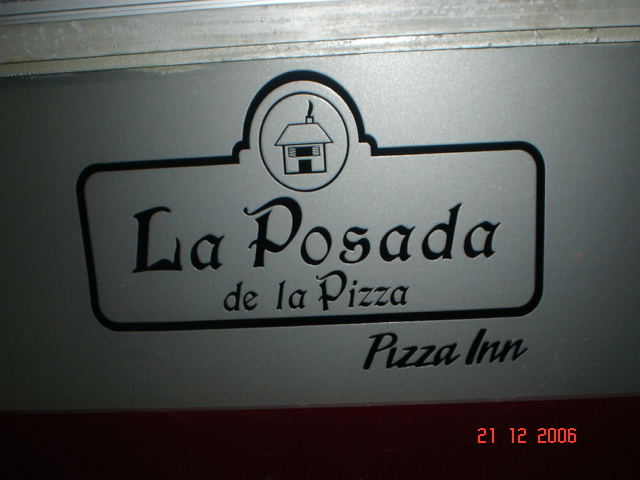 La Posada
de la Pizza
Pizza Inn
21 12 2006